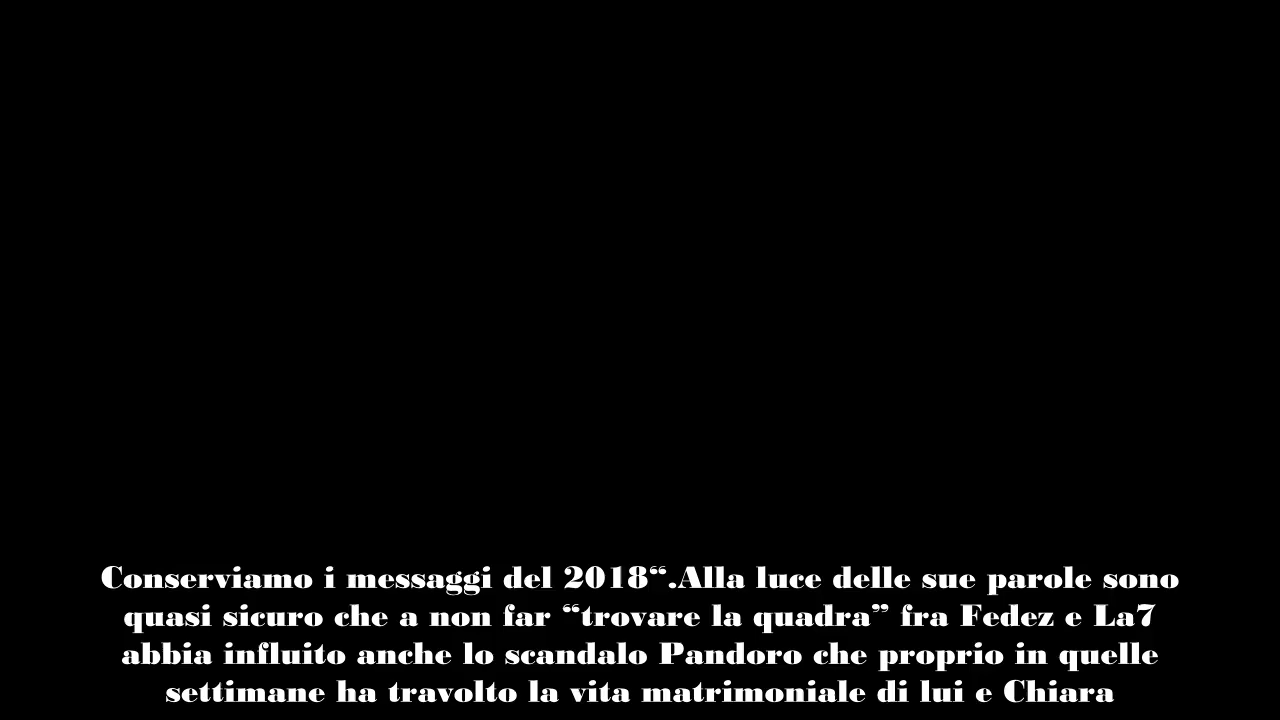 Conserviamo i messaggi del 2018“.Alla luce delle sue parole sono
quasi sicuro che a non far “trovare la quadra” fra Fedez e La7
abbia influito anche lo scandalo Pandoro che proprio in quelle
settimane ha travolto la vita matrimoniale di lui e Chiara